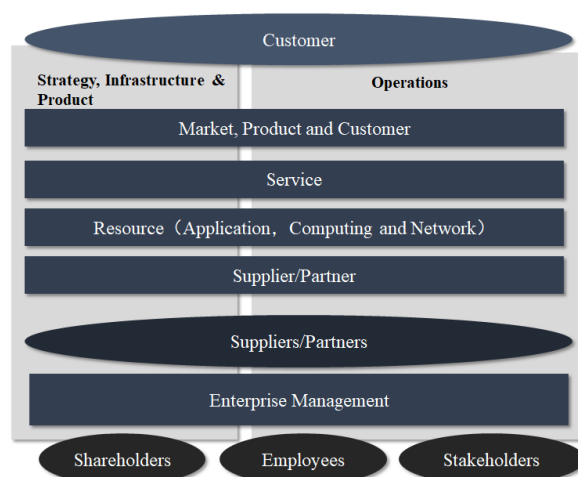 Customer
Strategy, Infrastructure &
Product
Operations
Market, Product and Customer
Service
Resource（Application，Computing and Network）
Supplier/Partner
Suppliers/Partners
Enterprise Management
Shareholders
Employees
Stakeholders